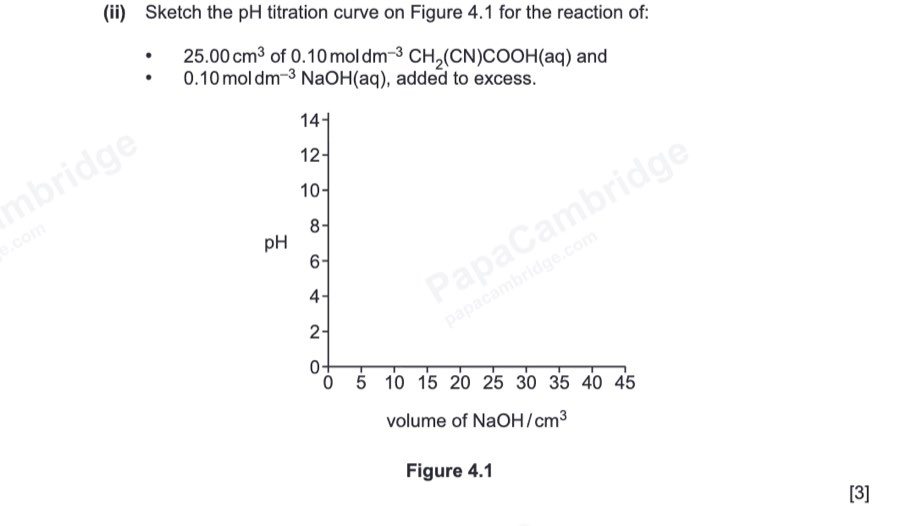 (ii) Sketch the pH titration curve on Figure 4.1 for the reaction of:
• 25.00 cm³ of 0.10 mol dm⁻³ CH₂(CN)COOH(aq) and
• 0.10 mol dm⁻³ NaOH(aq), added to excess.
14
12
10
8
pH
6
4
2
0
0 5 10 15 20 25 30 35 40 45
volume of NaOH / cm³
Figure 4.1
[3]
mbridge
e.com
PapaCambridge
papacambridge.com